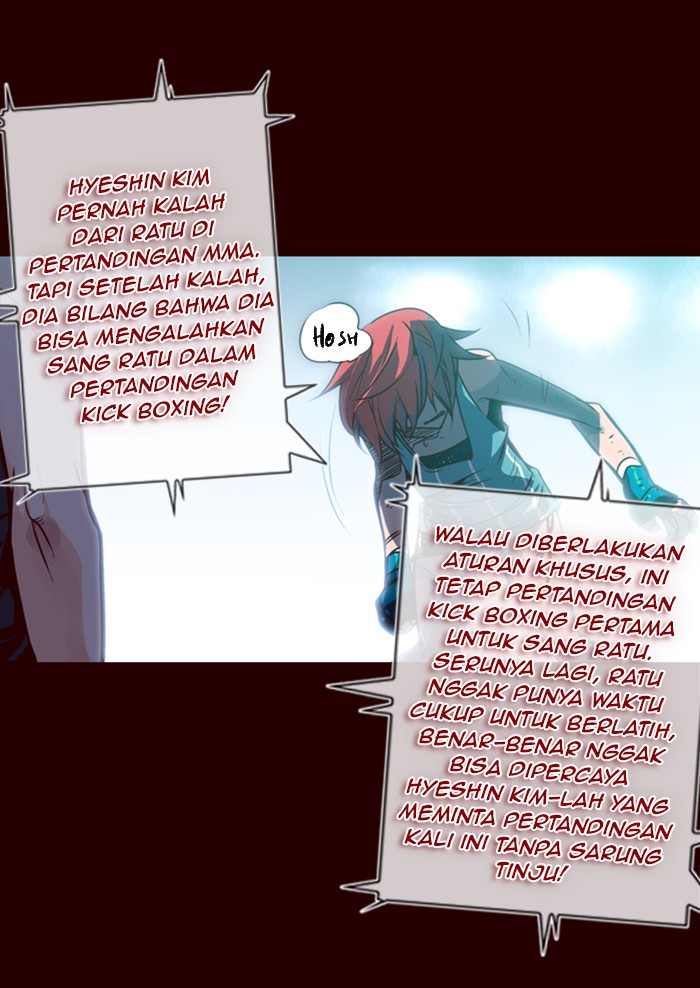 HYESHIN KIM
PERNAH KALAH
DARI RATU DI
PERTANDINGAN MMA.
TAPI SETELAH KALAH,
DIA BILANG BAHWA DIA
BISA MENGALAHKAN
SANG RATU DALAM
PERTANDINGAN
KICK BOXING!
HOSH
WALAU DIBERLAKUKAN
ATURAN KHUSUS, INI
TETAP PERTANDINGAN
KICK BOXING PERTAMA
UNTUK SANG RATU.
SERUNYA LAGI, RATU
NGGAK PUNYA WAKTU
CUKUP UNTUK BERLATIH,
BENAR-BENAR NGGAK
BISA DIPERCAYA
HYESHIN KIM-LAH YANG
MEMINTA PERTANDINGAN
KALI INI TANPA SARUNG
TINJU!